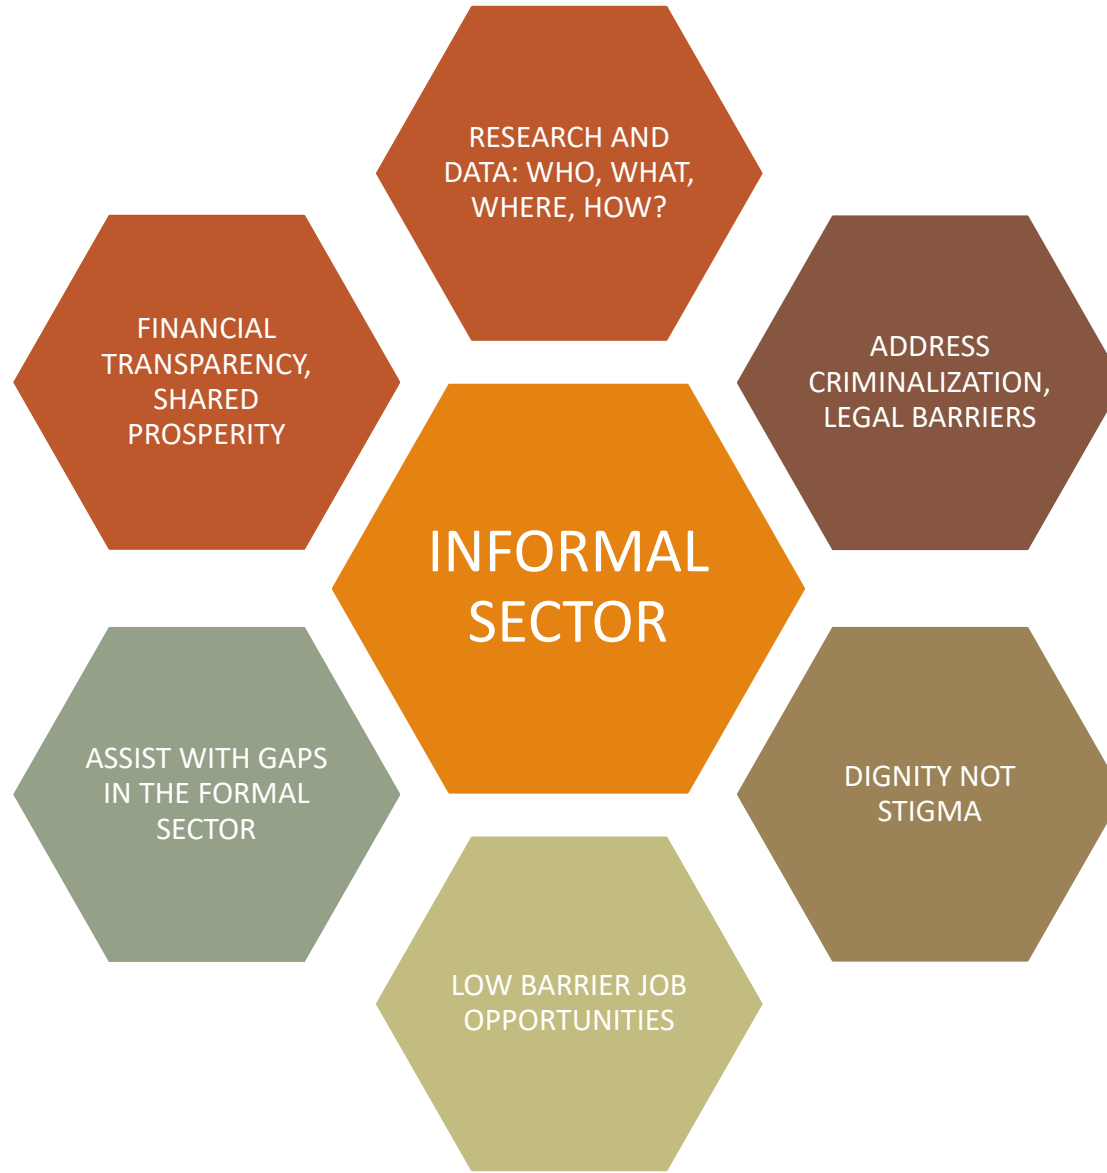 RESEARCH AND
DATA: WHO, WHAT,
WHERE, HOW?
FINANCIAL
TRANSPARENCY,
SHARED
PROSPERITY
ADDRESS
CRIMINALIZATION,
LEGAL BARRIERS
INFORMAL
SECTOR
ASSIST WITH GAPS
IN THE FORMAL
SECTOR
DIGNITY NOT
STIGMA
LOW BARRIER JOB
OPPORTUNITIES